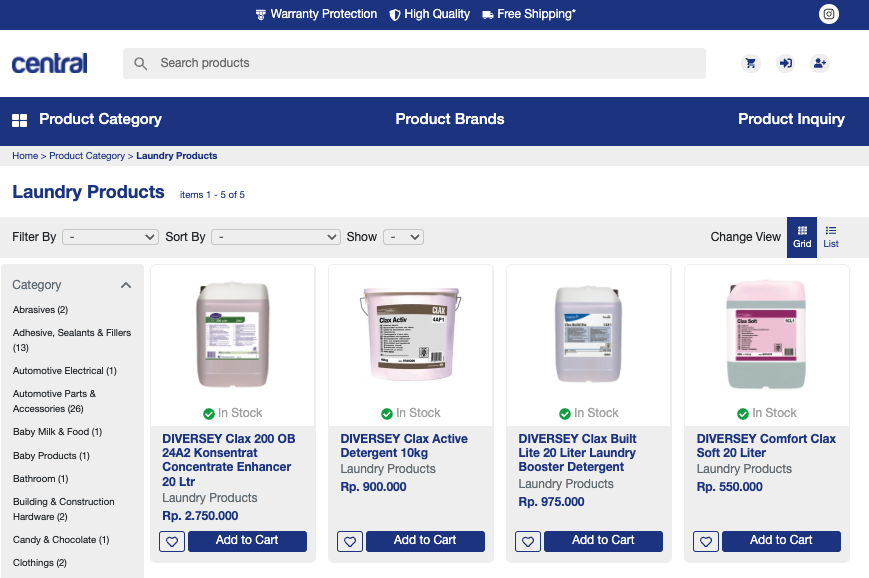 Warranty Protection High Quality Free Shipping*
central
Search products
Product Category Product Brands Product Inquiry
Home > Product Category > Laundry Products
Laundry Products items 1 - 5 of 5
Filter By - Sort By - Show - Change View Grid List
Category
Abrasives (2)
Adhesive, Sealants & Fillers
(13)
Automotive Electrical (1)
Automotive Parts &
Accessories (26)
Baby Milk & Food (1)
Baby Products (1)
Bathroom (1)
Building & Construction
Hardware (2)
Candy & Chocolate (1)
Clothings (2)
In Stock
DIVERSEY Clax 200 OB
24A2 Konsentrat
Concentrate Enhancer
20 Ltr
Laundry Products
Rp. 2.750.000
Add to Cart
CLAX
Clax Activ
4AP1
In Stock
DIVERSEY Clax Active
Detergent 10kg
Laundry Products
Rp. 900.000
Add to Cart
In Stock
DIVERSEY Clax Built
Lite 20 Liter Laundry
Booster Detergent
Laundry Products
Rp. 975.000
Add to Cart
Clax Soft
In Stock
DIVERSEY Comfort Clax
Soft 20 Liter
Laundry Products
Rp. 550.000
Add to Cart